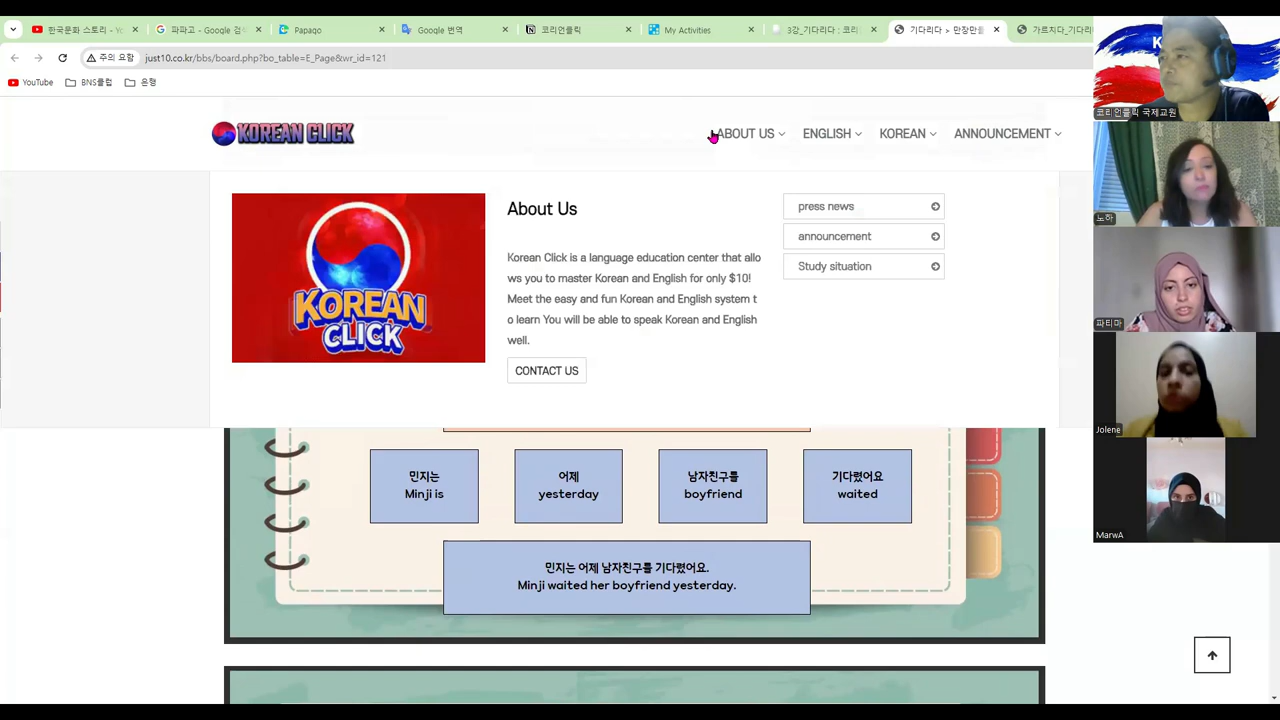 한국문화 스토리 - Yo
파파고 - Google 검색
Papago
Google 번역
코리안클릭
My Activities
3강_기다리다 ; 코리
기다리다 > 만장만
가르치다_기다리
주의 요함
just10.co.kr/bbs/board.php?bo_table=E_Page&wr_id=121
YouTube
BNS클럽
은행
KOREAN CLICK
ABOUT US
ENGLISH
KOREAN
ANNOUNCEMENT
KOREAN
CLICK
About Us
Korean Click is a language education center that allo
ws you to master Korean and English for only $10!
Meet the easy and fun Korean and English system t
o learn You will be able to speak Korean and English
well.
CONTACT US
press news
announcement
Study situation
민지는
Minji is
어제
yesterday
남자친구를
boyfriend
기다렸어요
waited
민지는 어제 남자친구를 기다렸어요.
Minji waited her boyfriend yesterday.
코리안클릭 국제교원
노하
파티마
Jolene
MarwA